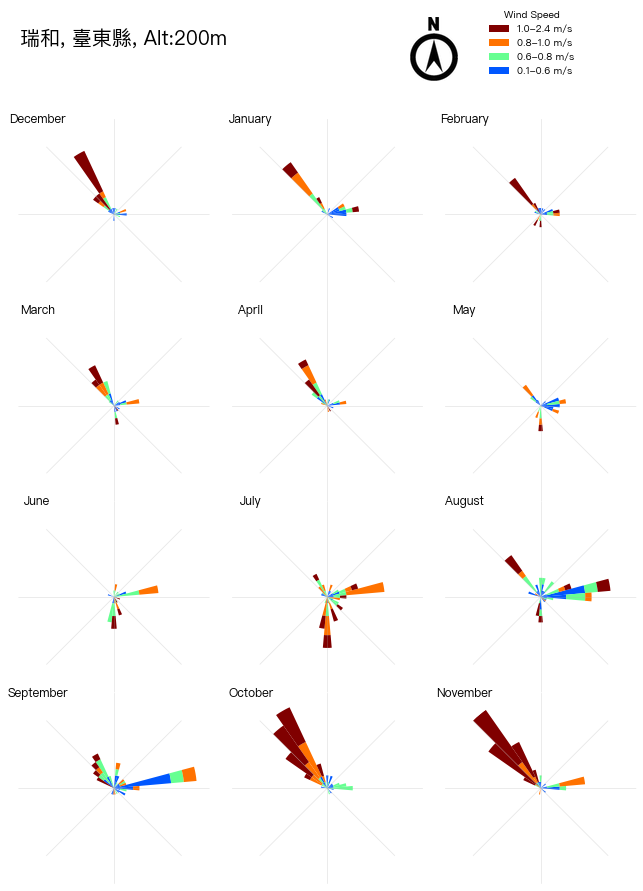 瑞和, 臺東縣, Alt:200m
N
Wind Speed
1.0-2.4 m/s
0.8-1.0 m/s
0.6-0.8 m/s
0.1-0.6 m/s
December
January
February
March
April
May
June
July
August
September
October
November